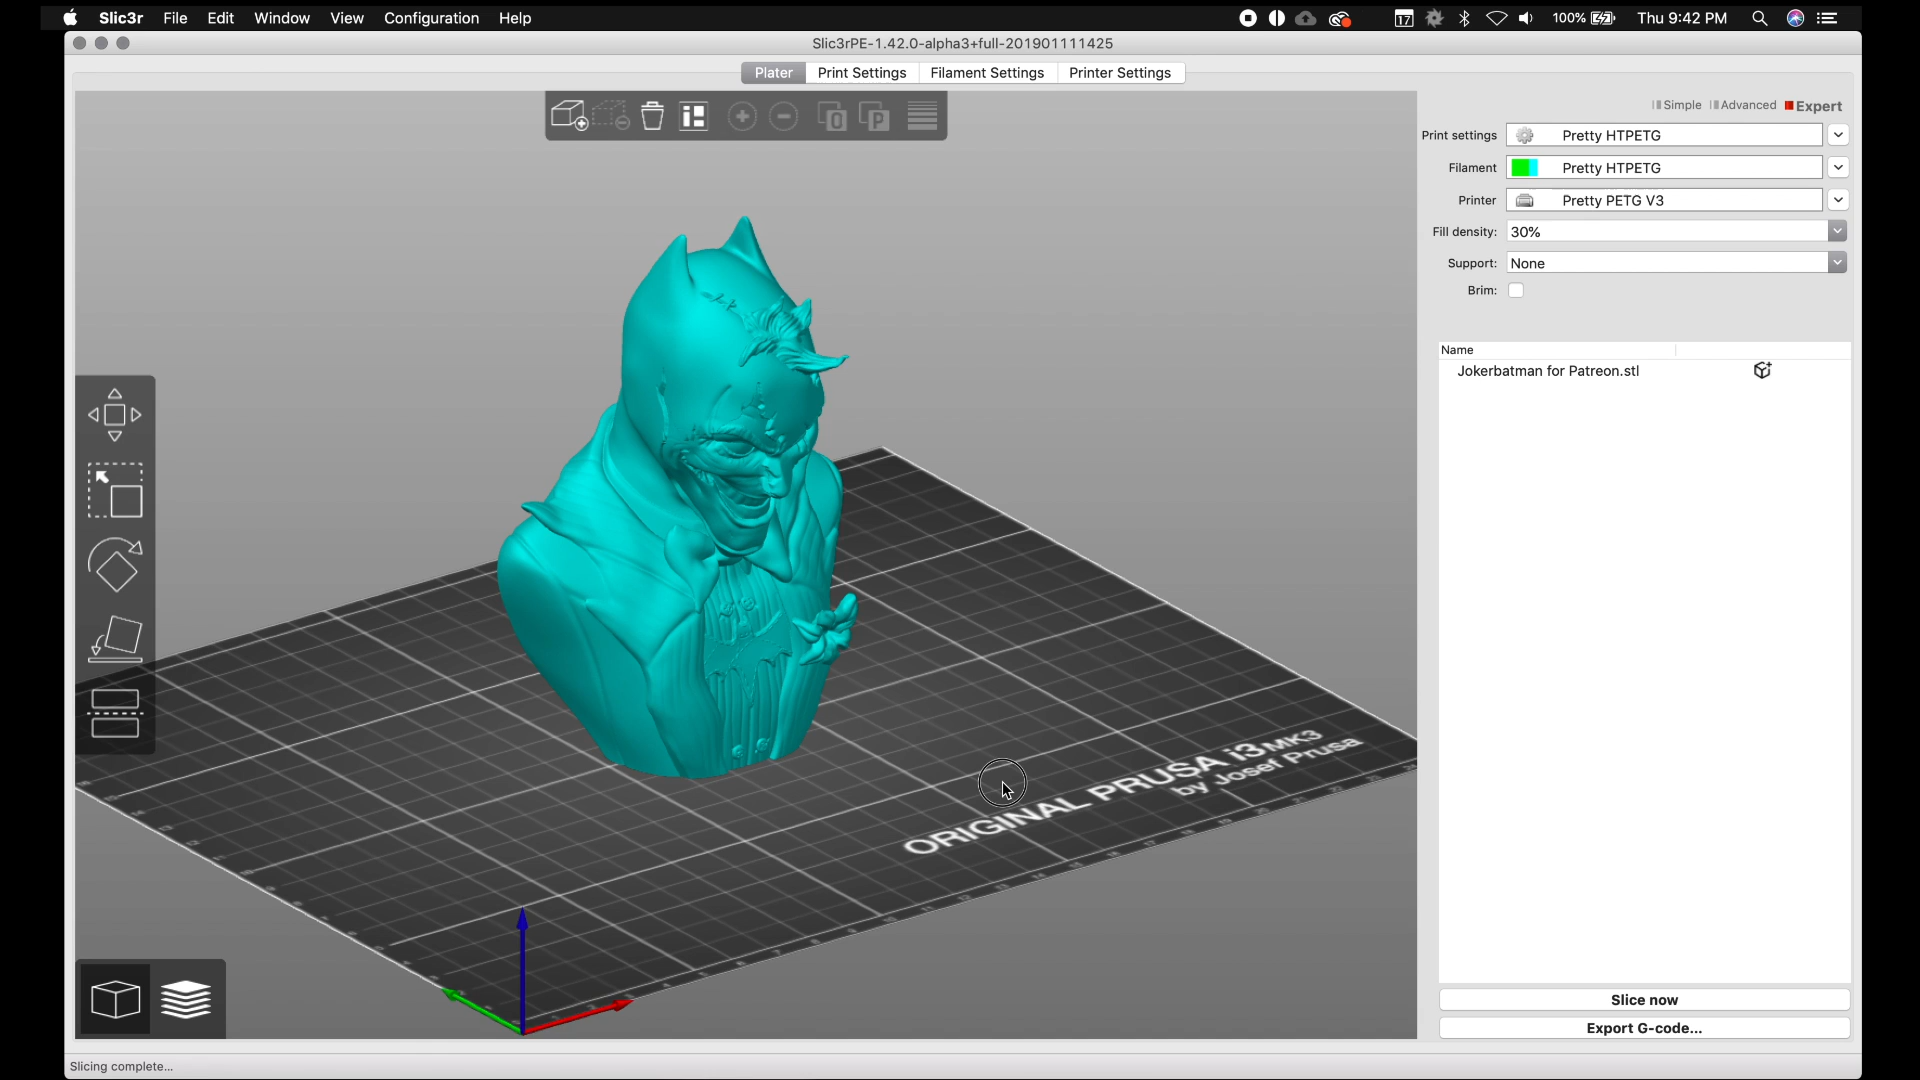 Slic3r File Edit Window View Configuration Help
17 100% Thu 9:42 PM
Slic3rPE-1.42.0-alpha3+full-201901111425
Plater Print Settings Filament Settings Printer Settings
Simple Advanced Expert
Print settings Pretty HTPETG
Filament Pretty HTPETG
Printer Pretty PETG V3
Fill density: 30%
Support: None
Brim:
Name
Jokerbatman for Patreon.stl
ORIGINAL PRUSA i3 MK3
by Josef Prusa
Slice now
Export G-code...
Slicing complete...